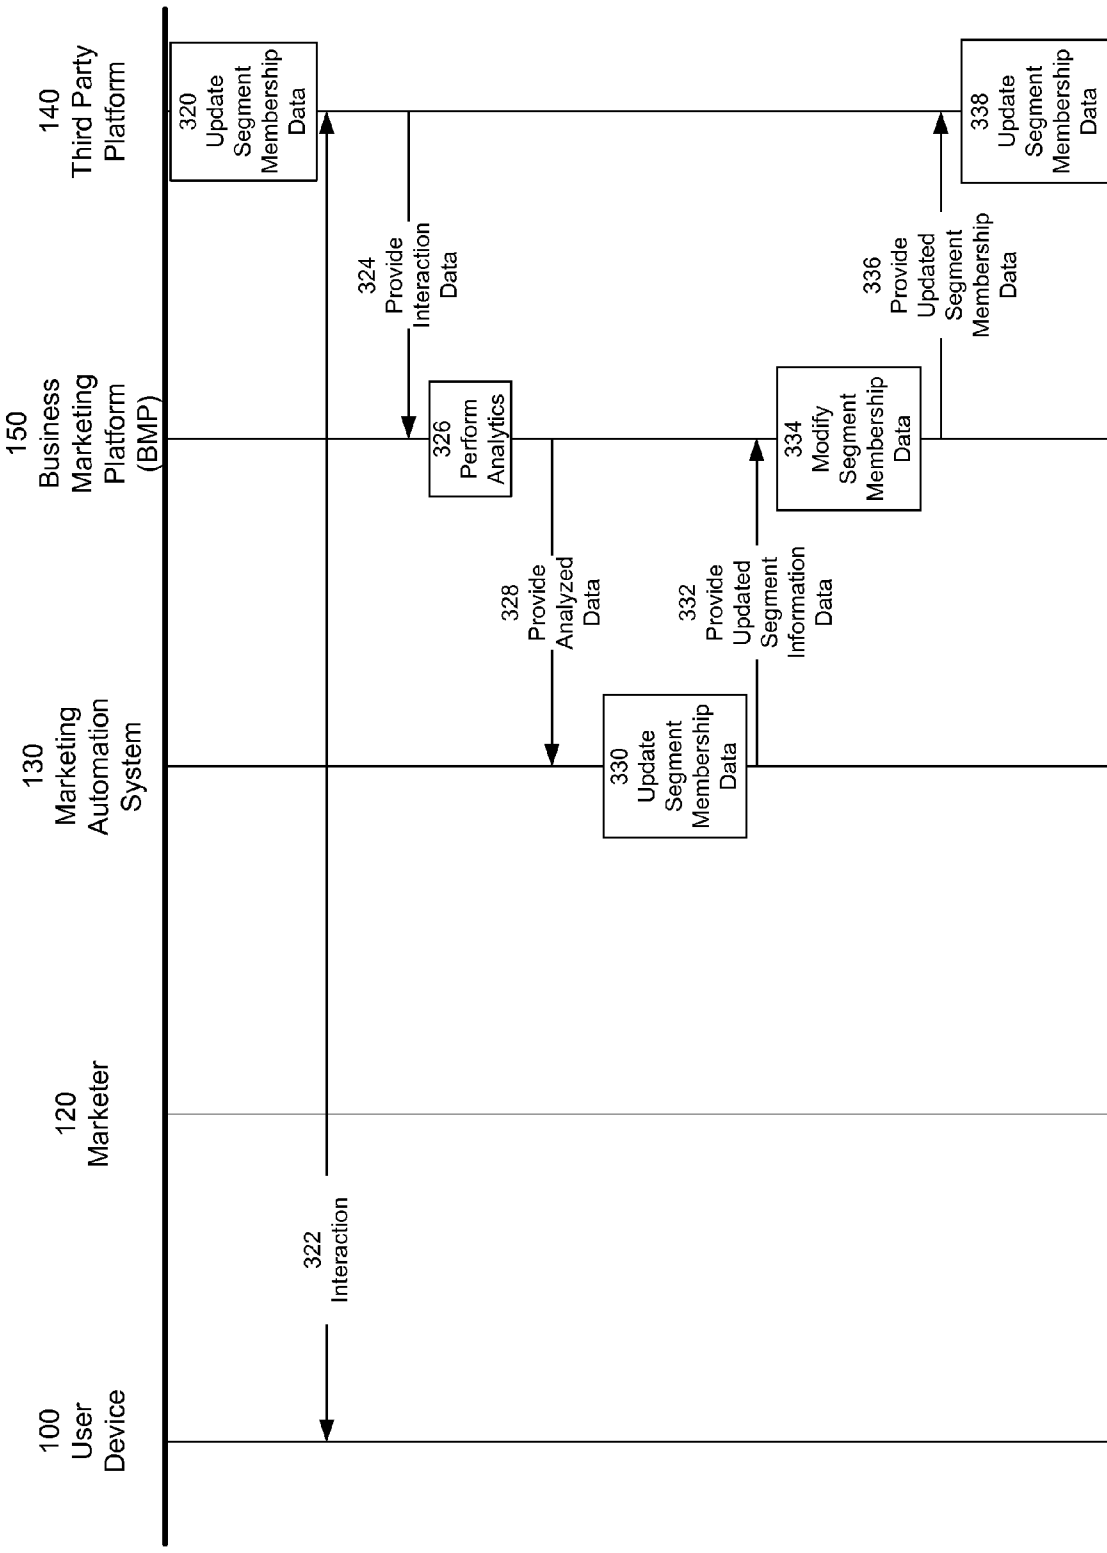 100
User
Device
120
Marketer
130
Marketing
Automation
System
150
Business
Marketing
Platform
(BMP)
140
Third Party
Platform
320
Update
Segment
Membership
Data
322
Interaction
324
Provide
Interaction
Data
326
Perform
Analytics
328
Provide
Analyzed
Data
330
Update
Segment
Membership
Data
332
Provide
Updated
Segment
Information
Data
334
Modify
Segment
Membership
Data
336
Provide
Updated
Segment
Membership
Data
338
Update
Segment
Membership
Data